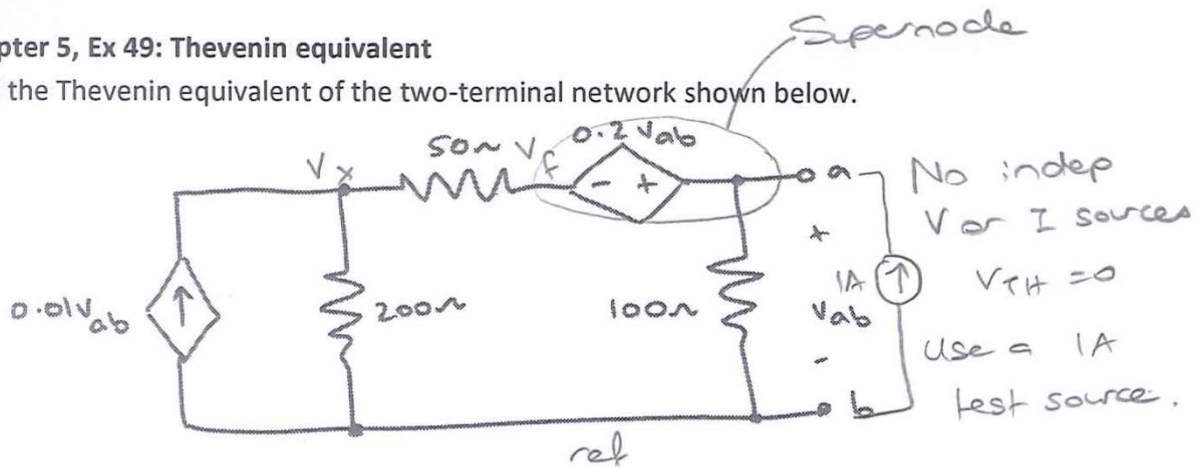 Supernode
pter 5, Ex 49: Thevenin equivalent
the Thevenin equivalent of the two-terminal network shown below.
Vx 50Ω Vf 0.2 Vab
- +
a
No indep
V or I sources
+
1A
VTH = 0
0.01Vab
200Ω
100Ω
Vab
-
Use a 1A
test source.
b
ref